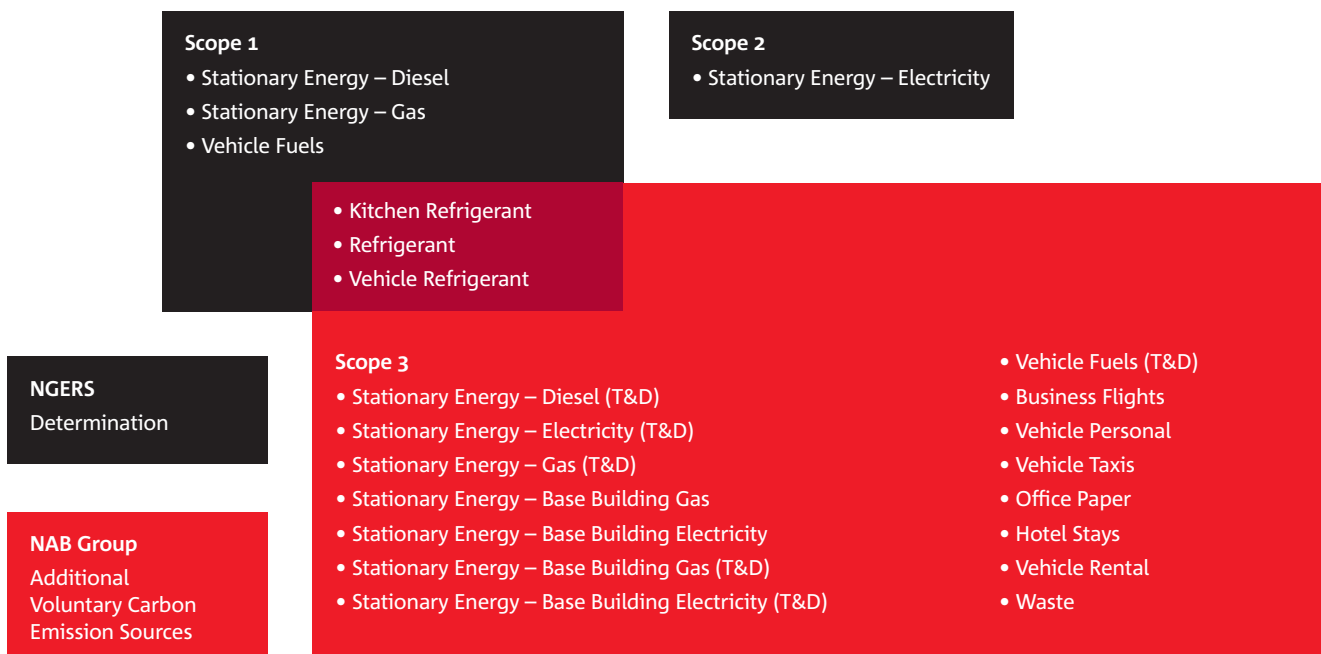 Scope 1
• Stationary Energy – Diesel
• Stationary Energy – Gas
• Vehicle Fuels
Scope 2
• Stationary Energy – Electricity
• Kitchen Refrigerant
• Refrigerant
• Vehicle Refrigerant
NGERS
Determination
NAB Group
Additional
Voluntary Carbon
Emission Sources
Scope 3
• Stationary Energy – Diesel (T&D)
• Stationary Energy – Electricity (T&D)
• Stationary Energy – Gas (T&D)
• Stationary Energy – Base Building Gas
• Stationary Energy – Base Building Electricity
• Stationary Energy – Base Building Gas (T&D)
• Stationary Energy – Base Building Electricity (T&D)
• Vehicle Fuels (T&D)
• Business Flights
• Vehicle Personal
• Vehicle Taxis
• Office Paper
• Hotel Stays
• Vehicle Rental
• Waste